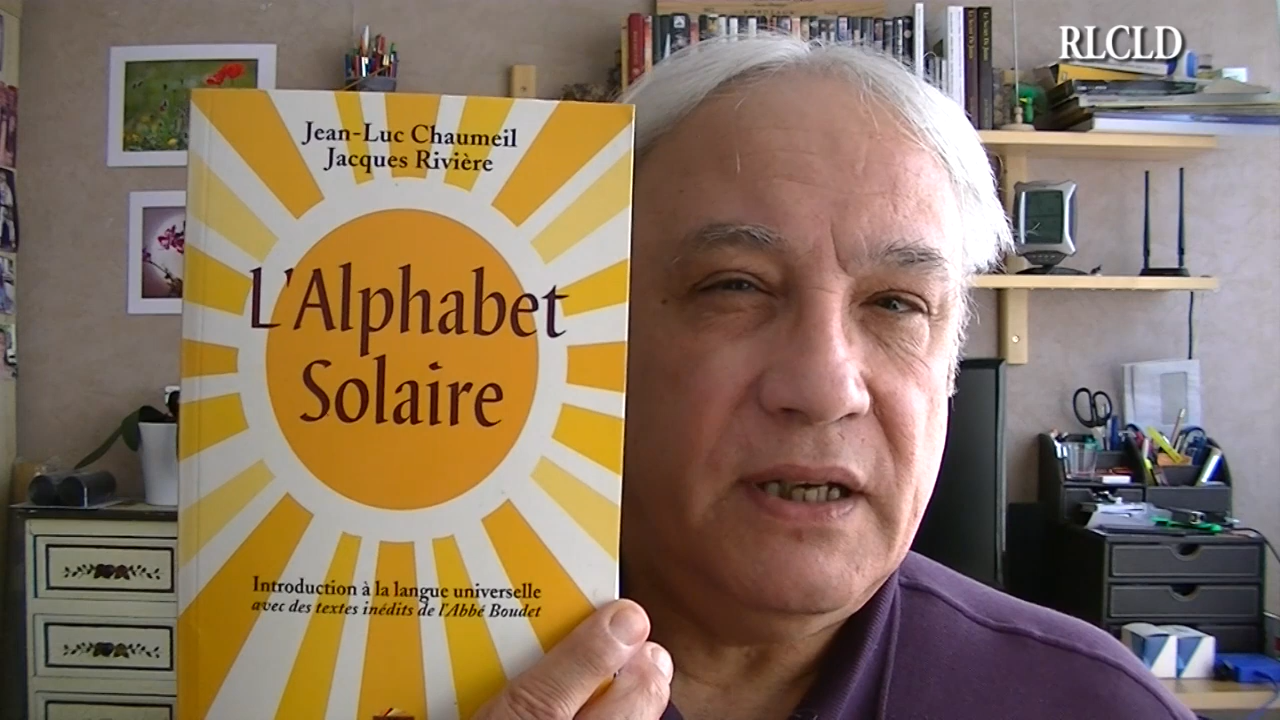 RLCLD
Jean-Luc Chaumeil
Jacques Rivière
L'Alphabet
Solaire
Introduction à la langue universelle
avec des textes inédits de l'Abbé Boudet